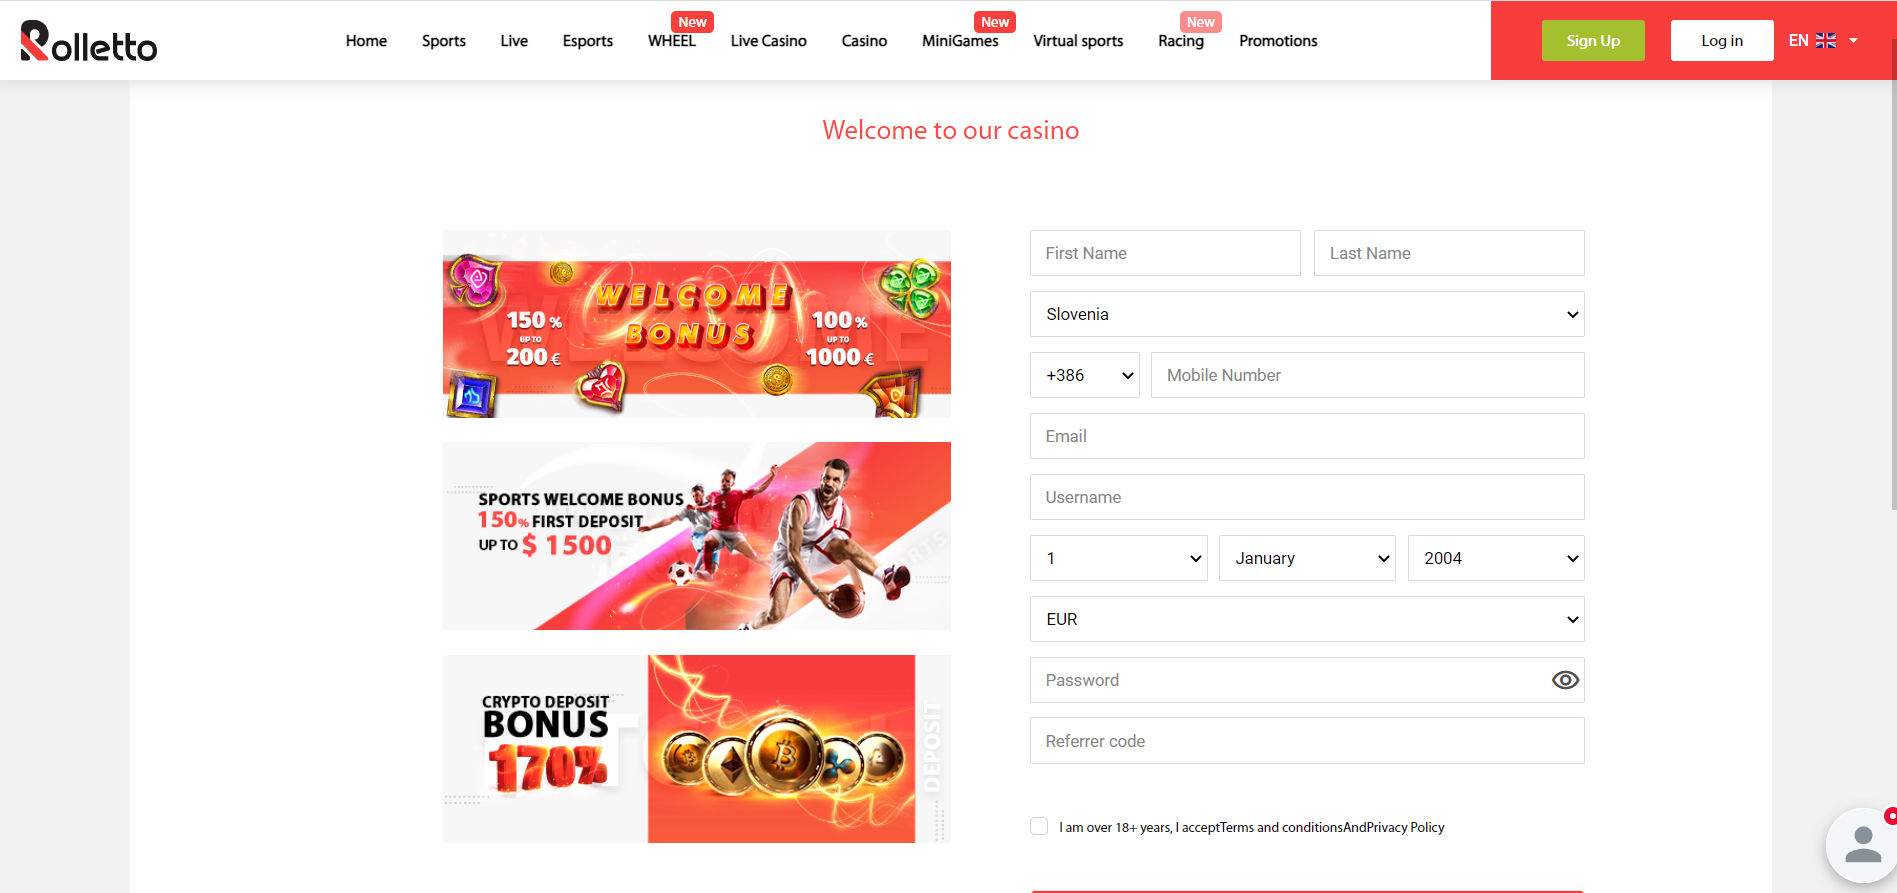 Rolletto
Home Sports Live Esports WHEEL New Live Casino Casino MiniGames New Virtual sports Racing New Promotions
Sign Up Log in EN
Welcome to our casino
WELCOME
BONUS
150 %
UP TO
200 €
100 %
UP TO
1000 €
SPORTS WELCOME BONUS
150% FIRST DEPOSIT
UP TO $ 1500
CRYPTO DEPOSIT
BONUS
170%
DEPOSIT
First Name Last Name
Slovenia
+386 Mobile Number
Email
Username
1 January 2004
EUR
Password
Referrer code
I am over 18+ years, I acceptTerms and conditionsAndPrivacy Policy